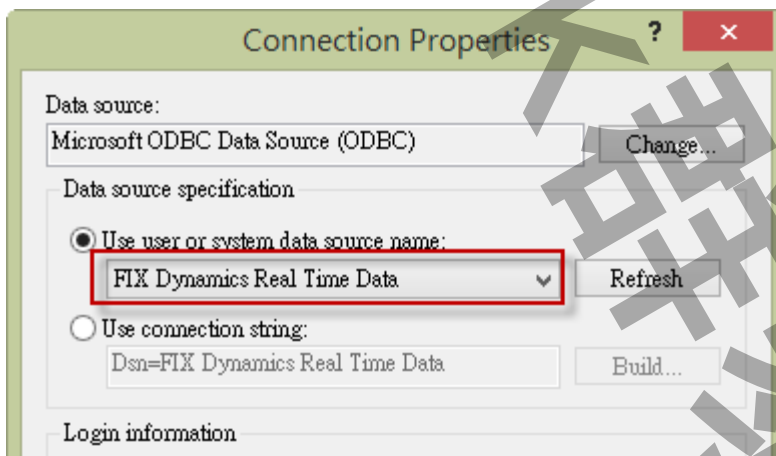 Connection Properties
?
×
Data source:
Microsoft ODBC Data Source (ODBC)
Change...
Data source specification
Use user or system data source name:
FIX Dynamics Real Time Data
Refresh
Use connection string:
Dsn=FIX Dynamics Real Time Data
Build...
Login information